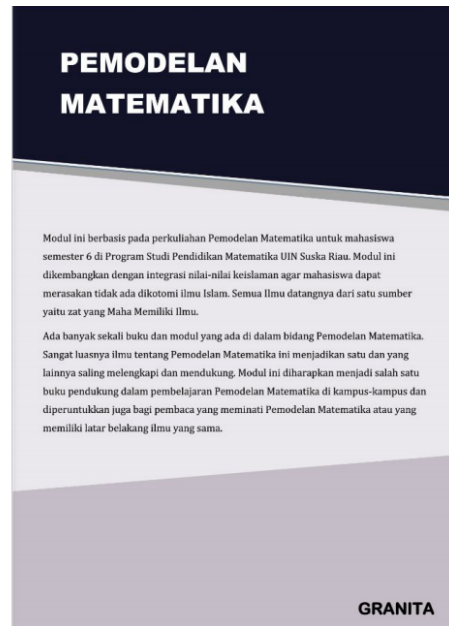 PEMODELAN
MATEMATIKA
Modul ini berbasis pada perkuliahan Pemodelan Matematika untuk mahasiswa
semester 6 di Program Studi Pendidikan Matematika UIN Suska Riau. Modul ini
dikembangkan dengan integrasi nilai-nilai keislaman agar mahasiswa dapat
merasakan tidak ada dikotomi ilmu Islam. Semua Ilmu datangnya dari satu sumber
yaitu zat yang Maha Memiliki Ilmu.
Ada banyak sekali buku dan modul yang ada di dalam bidang Pemodelan Matematika.
Sangat luasnya ilmu tentang Pemodelan Matematika ini menjadikan satu dan yang
lainnya saling melengkapi dan mendukung. Modul ini diharapkan menjadi salah satu
buku pendukung dalam pembelajaran Pemodelan Matematika di kampus-kampus dan
diperuntukkan juga bagi pembaca yang meminati Pemodelan Matematika atau yang
memiliki latar belakang ilmu yang sama.
GRANITA